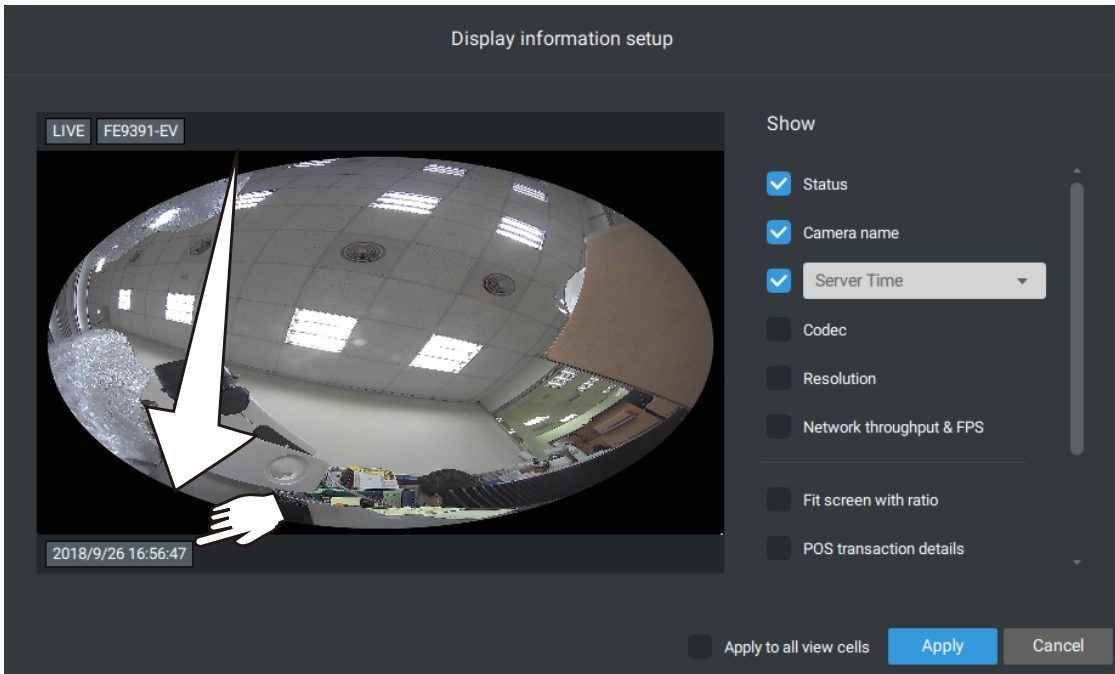 Display information setup
LIVE FE9391-EV
2018/9/26 16:56:47
Show
Status
Camera name
Server Time
Codec
Resolution
Network throughput & FPS
Fit screen with ratio
POS transaction details
Apply to all view cells Apply Cancel